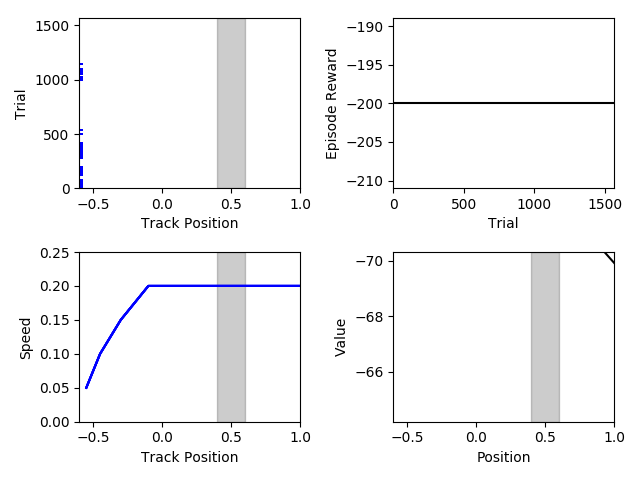 1500
1000
500
0
Trial
−0.5 0.0 0.5 1.0
Track Position
−190
−195
−200
−205
−210
Episode Reward
0 500 1000 1500
Trial
0.25
0.20
0.15
0.10
0.05
0.00
Speed
−0.5 0.0 0.5 1.0
Track Position
−70
−68
−66
Value
−0.5 0.0 0.5 1.0
Position